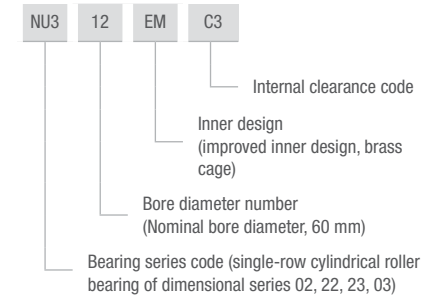 NU3 12 EM C3
Internal clearance code
Inner design
(improved inner design, brass
cage)
Bore diameter number
(Nominal bore diameter, 60 mm)
Bearing series code (single-row cylindrical roller
bearing of dimensional series 02, 22, 23, 03)